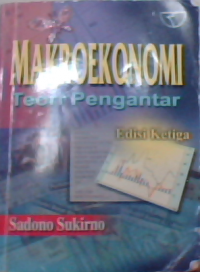 MAKROEKONOMI
Teori Pengantar
Edisi Ketiga
Sadono Sukirno